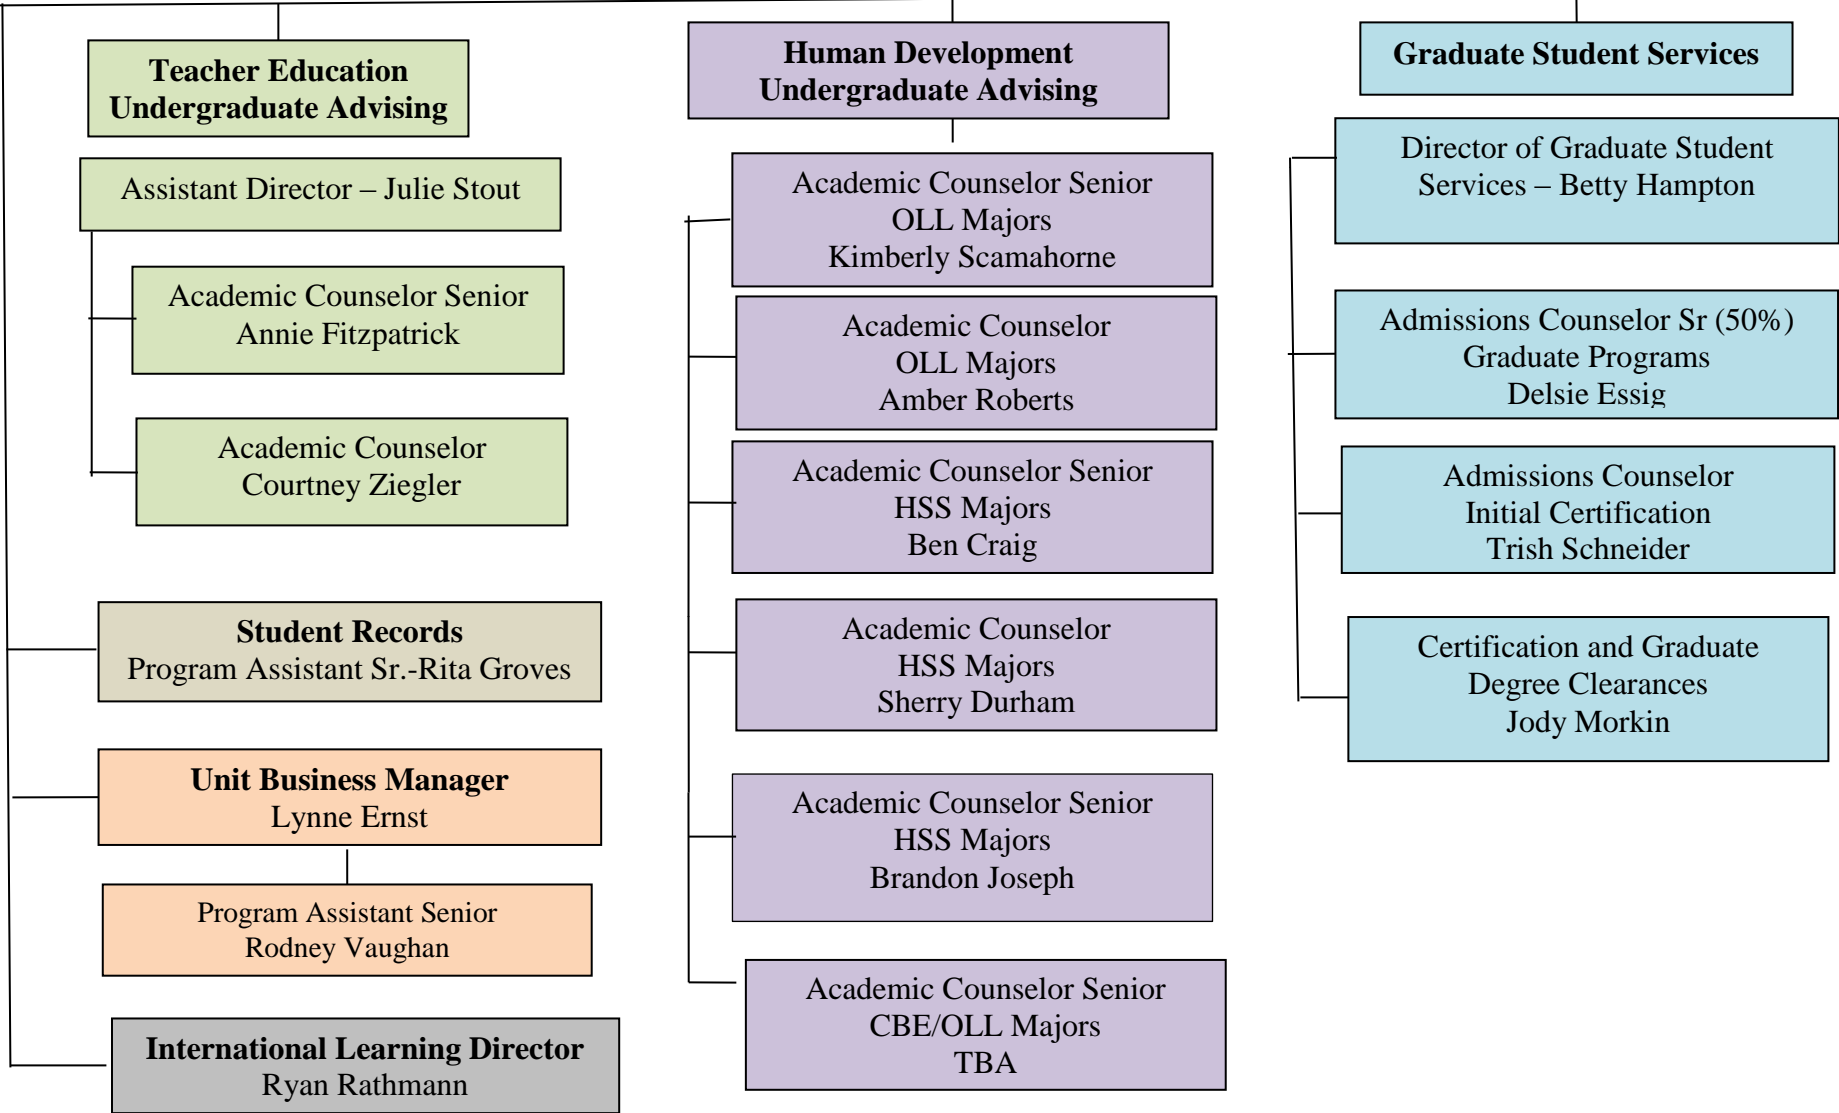 Teacher Education
Undergraduate Advising
Assistant Director – Julie Stout
Academic Counselor Senior
Annie Fitzpatrick
Academic Counselor
Courtney Ziegler
Student Records
Program Assistant Sr.-Rita Groves
Unit Business Manager
Lynne Ernst
Program Assistant Senior
Rodney Vaughan
International Learning Director
Ryan Rathmann
Human Development
Undergraduate Advising
Academic Counselor Senior
OLL Majors
Kimberly Scamahorne
Academic Counselor
OLL Majors
Amber Roberts
Academic Counselor Senior
HSS Majors
Ben Craig
Academic Counselor
HSS Majors
Sherry Durham
Academic Counselor Senior
HSS Majors
Brandon Joseph
Academic Counselor Senior
CBE/OLL Majors
TBA
Graduate Student Services
Director of Graduate Student
Services – Betty Hampton
Admissions Counselor Sr (50%)
Graduate Programs
Delsie Essig
Admissions Counselor
Initial Certification
Trish Schneider
Certification and Graduate
Degree Clearances
Jody Morkin